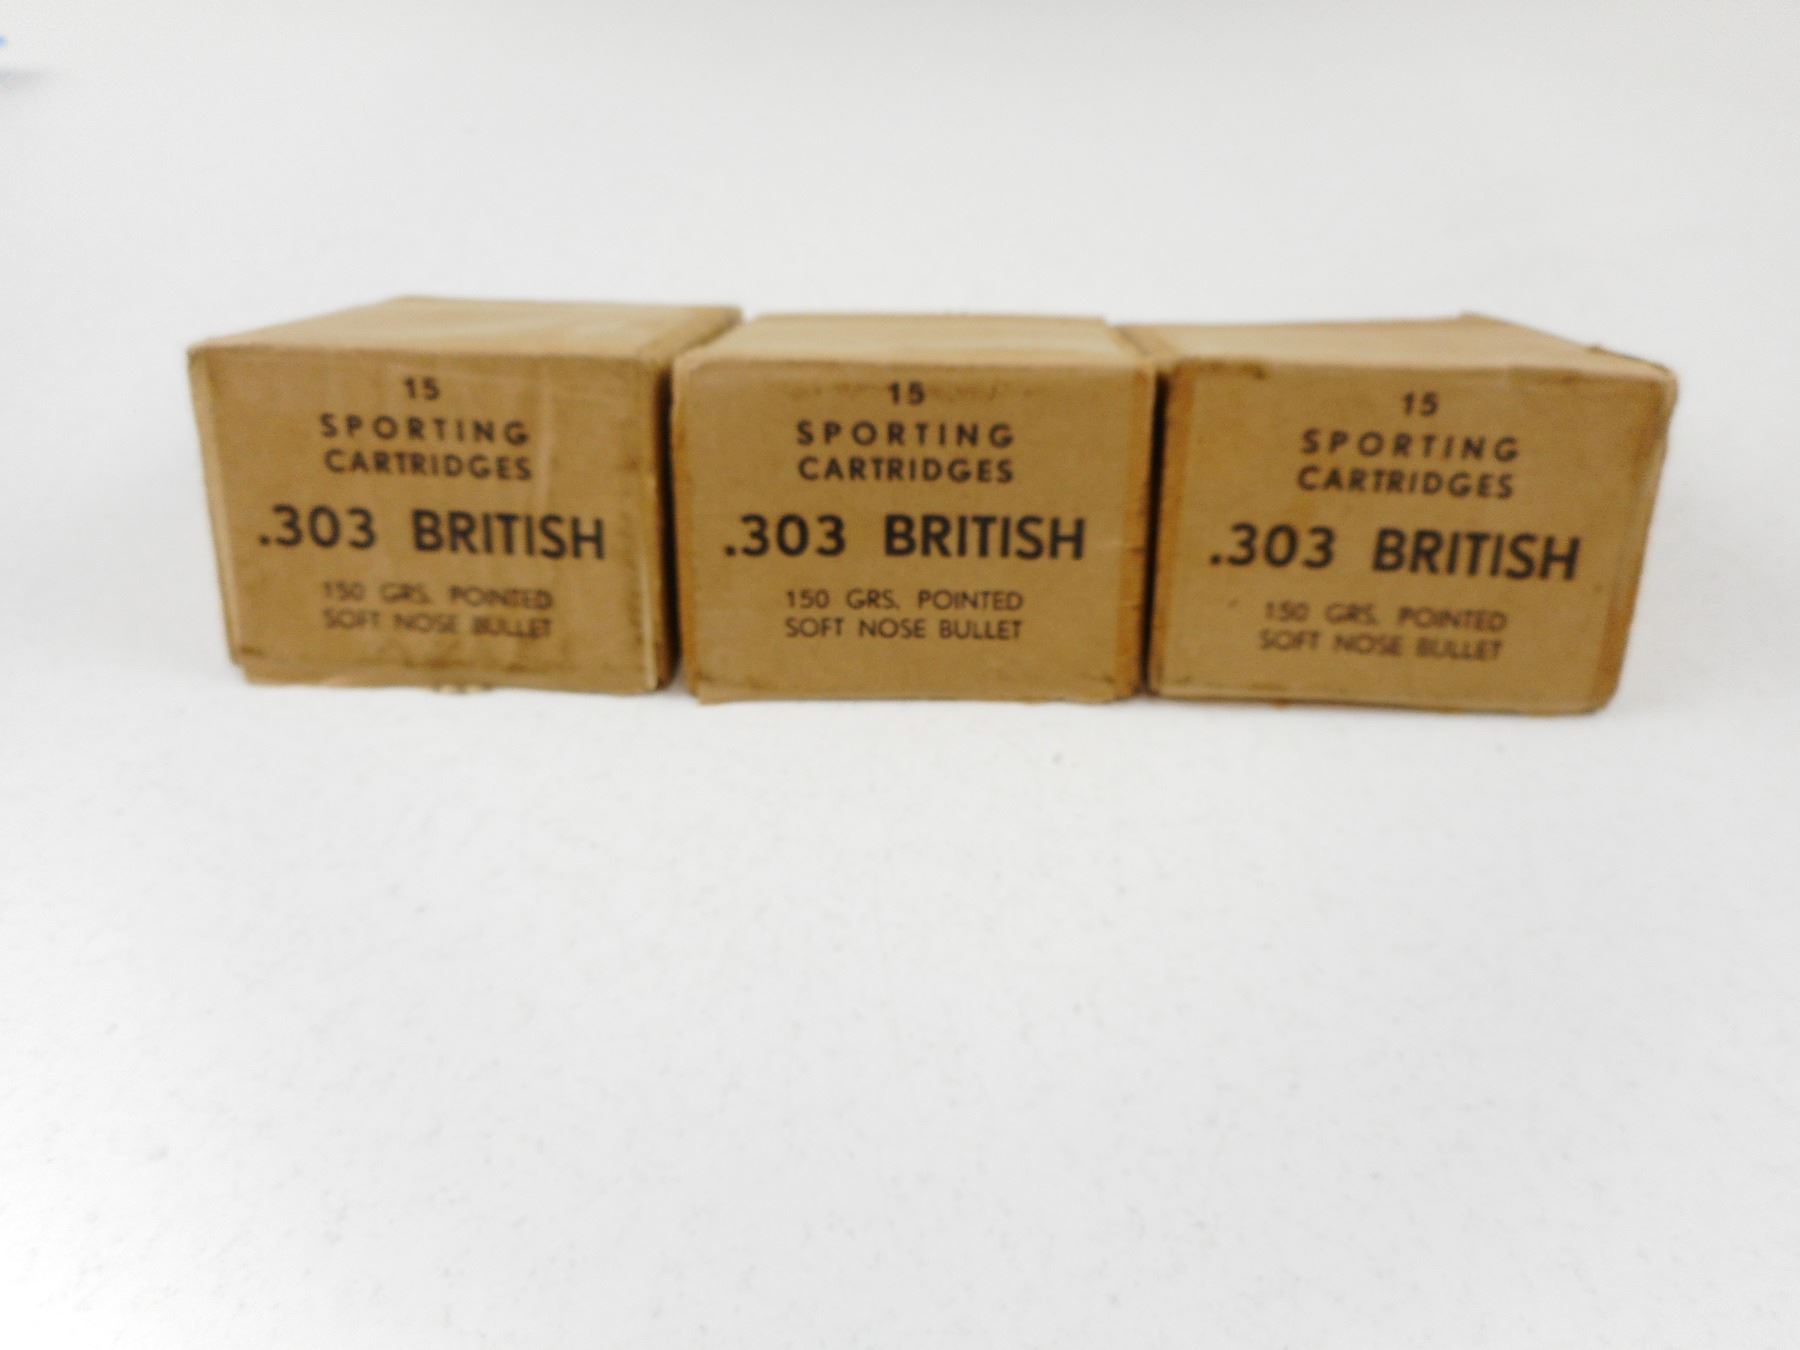 15
SPORTING
CARTRIDGES
.303 BRITISH
150 GRS. POINTED
SOFT NOSE BULLET
15
SPORTING
CARTRIDGES
.303 BRITISH
150 GRS. POINTED
SOFT NOSE BULLET
15
SPORTING
CARTRIDGES
.303 BRITISH
150 GRS. POINTED
SOFT NOSE BULLET